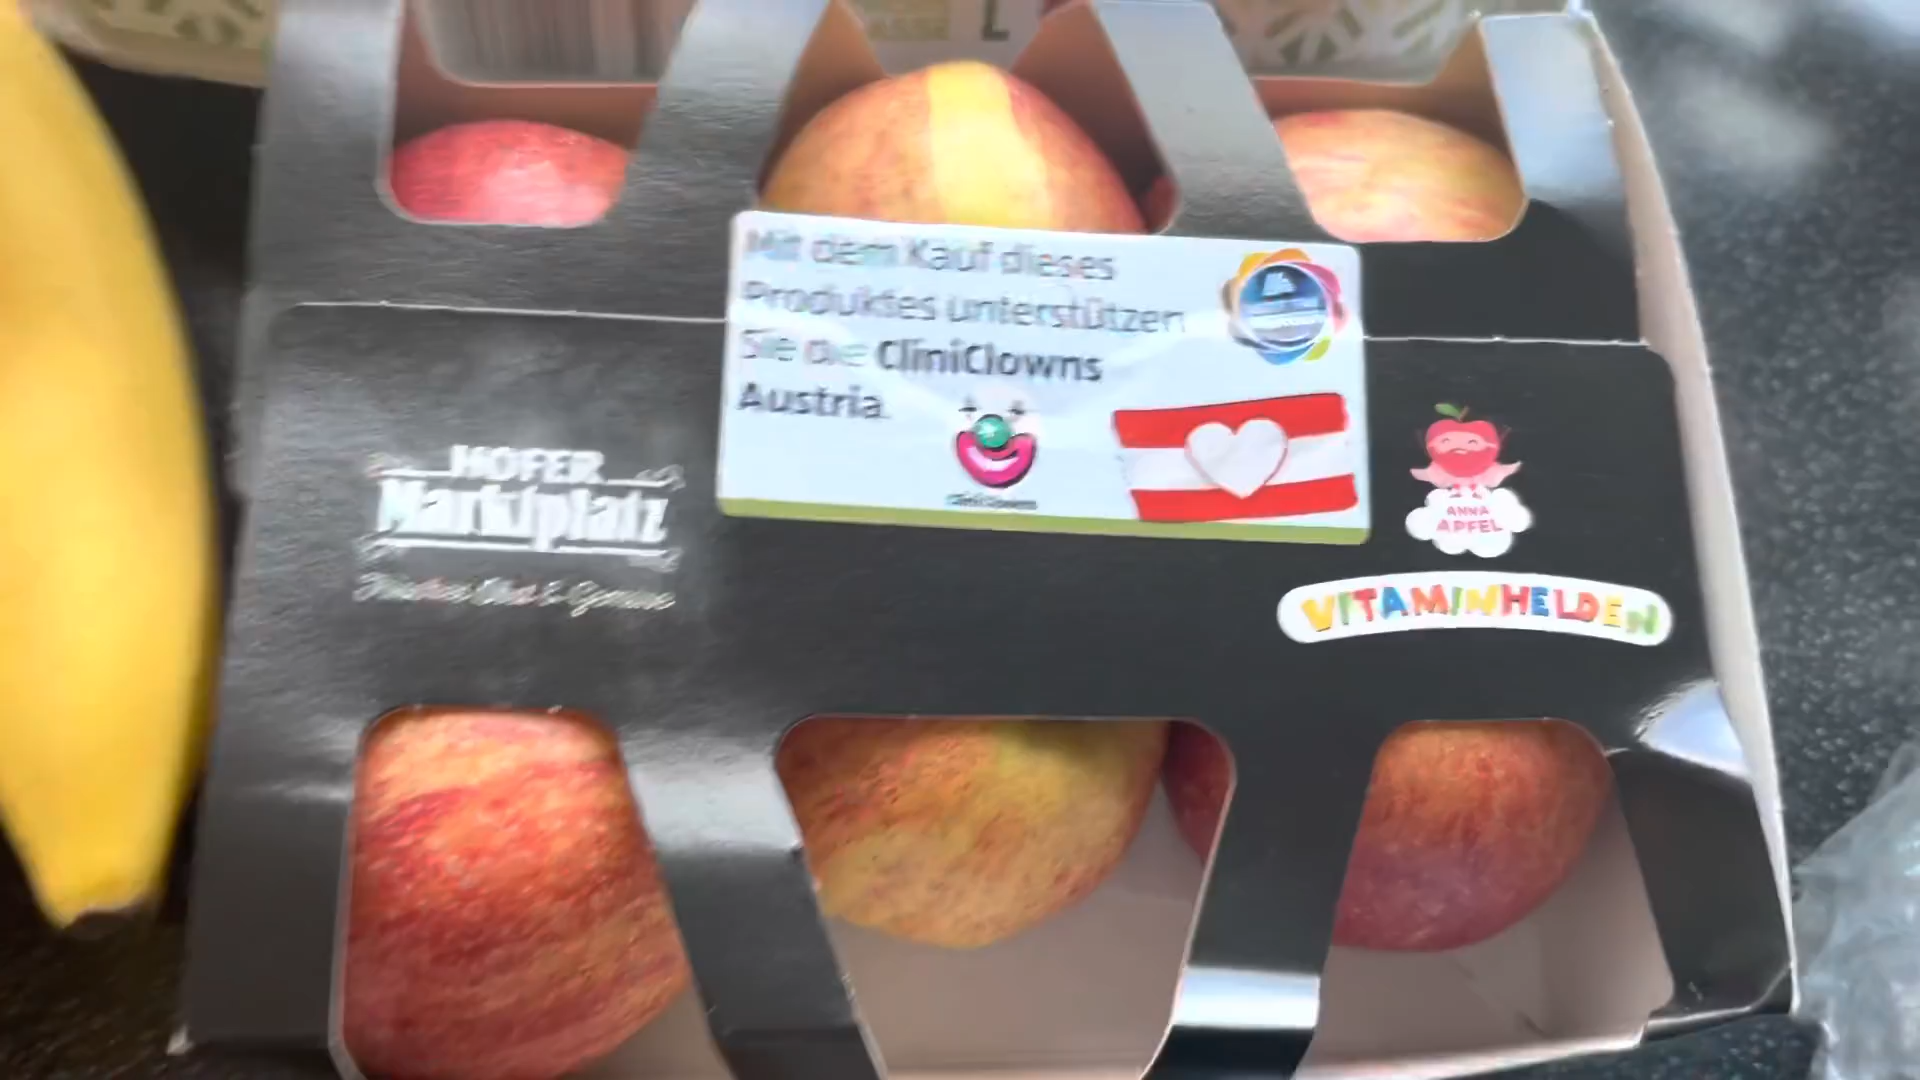 L
Mit dem Kauf dieses
Produktes unterstützen
Sie die CliniClowns
Austria.
HOFER
Marktplatz
ANNA
APFEL
VITAMINHELDEN